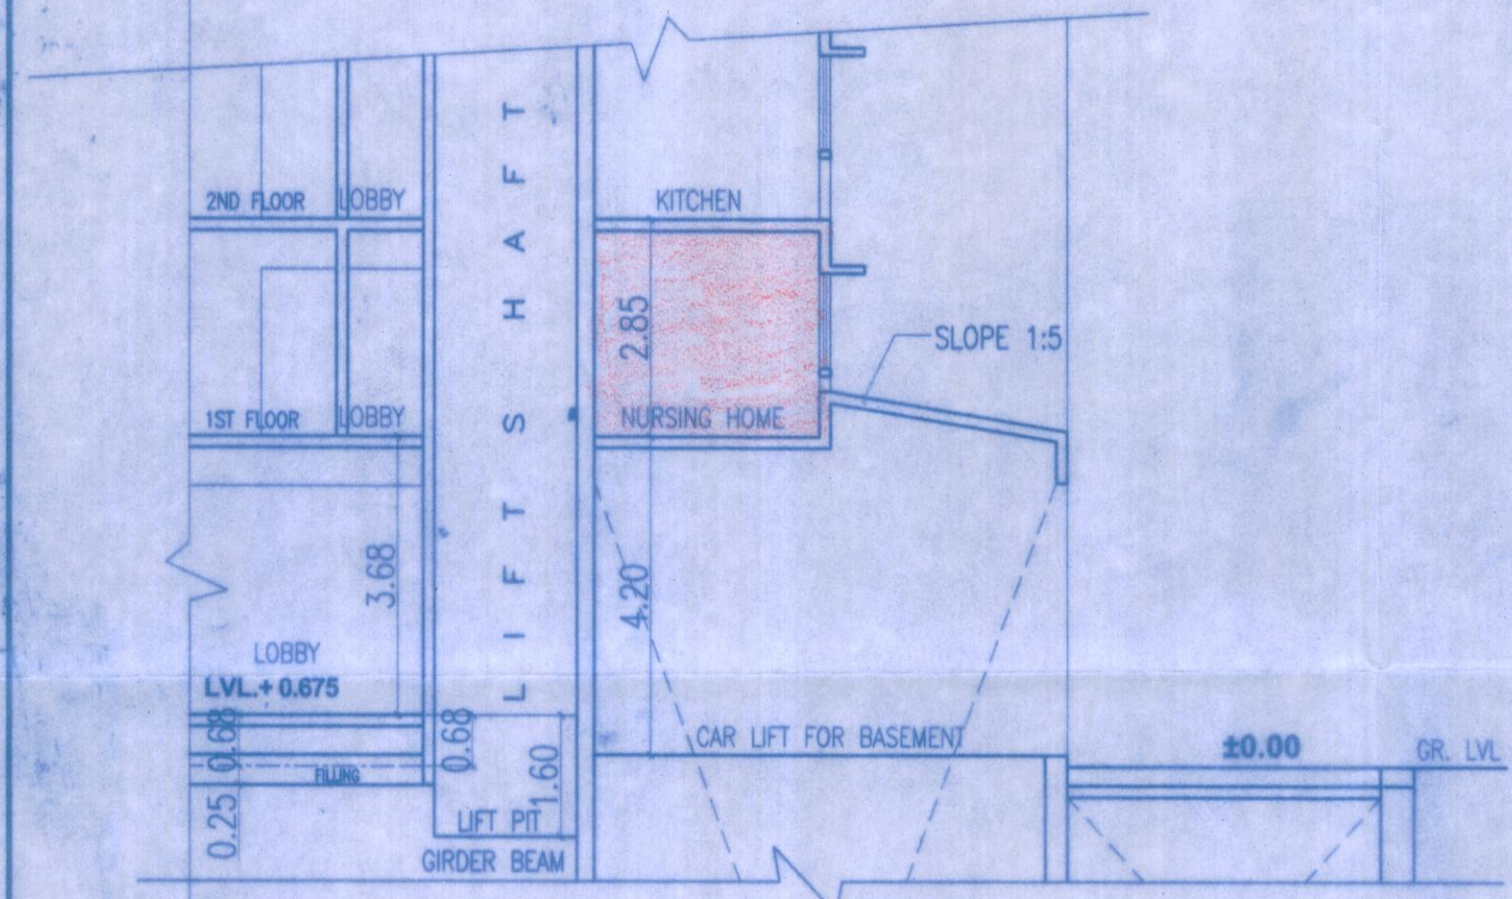 2ND FLOOR LOBBY
KITCHEN
LIFT SHAFT
2.85
SLOPE 1:5
1ST FLOOR LOBBY
NURSING HOME
3.68
4.20
LOBBY
LVL.+ 0.675
0.68
0.68
CAR LIFT FOR BASEMENT
±0.00
GR. LVL
FILLING
1.60
0.25
LIFT PIT
GIRDER BEAM